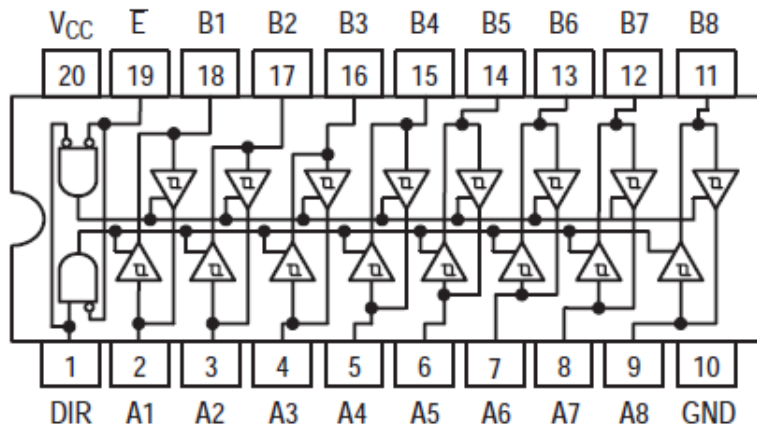 V_CC E̅ B1 B2 B3 B4 B5 B6 B7 B8
20 19 18 17 16 15 14 13 12 11
1 2 3 4 5 6 7 8 9 10
DIR A1 A2 A3 A4 A5 A6 A7 A8 GND